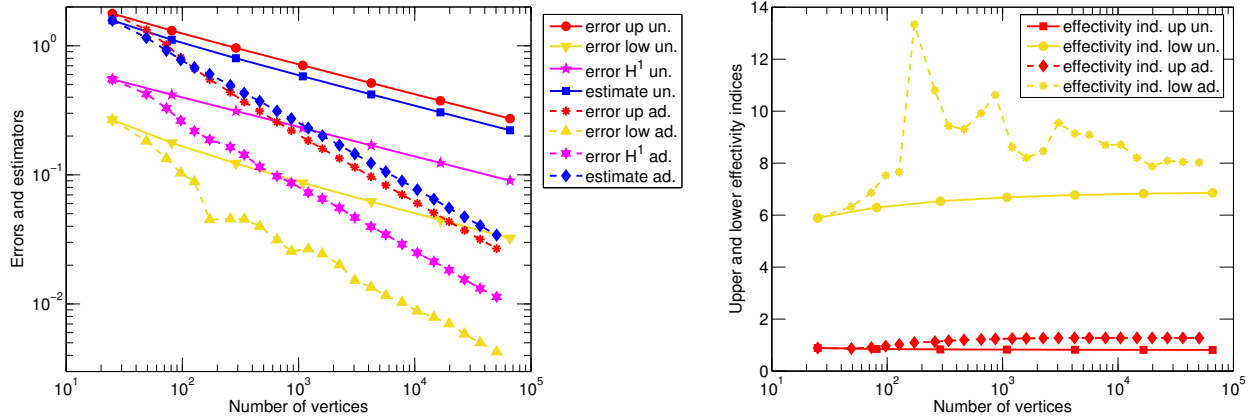 10^0
10^-1
10^-2
10^1
10^2
10^3
10^4
10^5
Number of vertices
Errors and estimators
error up un.
error low un.
error H^1 un.
estimate un.
error up ad.
error low ad.
error H^1 ad.
estimate ad.
14
12
10
8
6
4
2
0
10^1
10^2
10^3
10^4
10^5
Number of vertices
Upper and lower effectivity indices
effectivity ind. up un.
effectivity ind. low un.
effectivity ind. up ad.
effectivity ind. low ad.